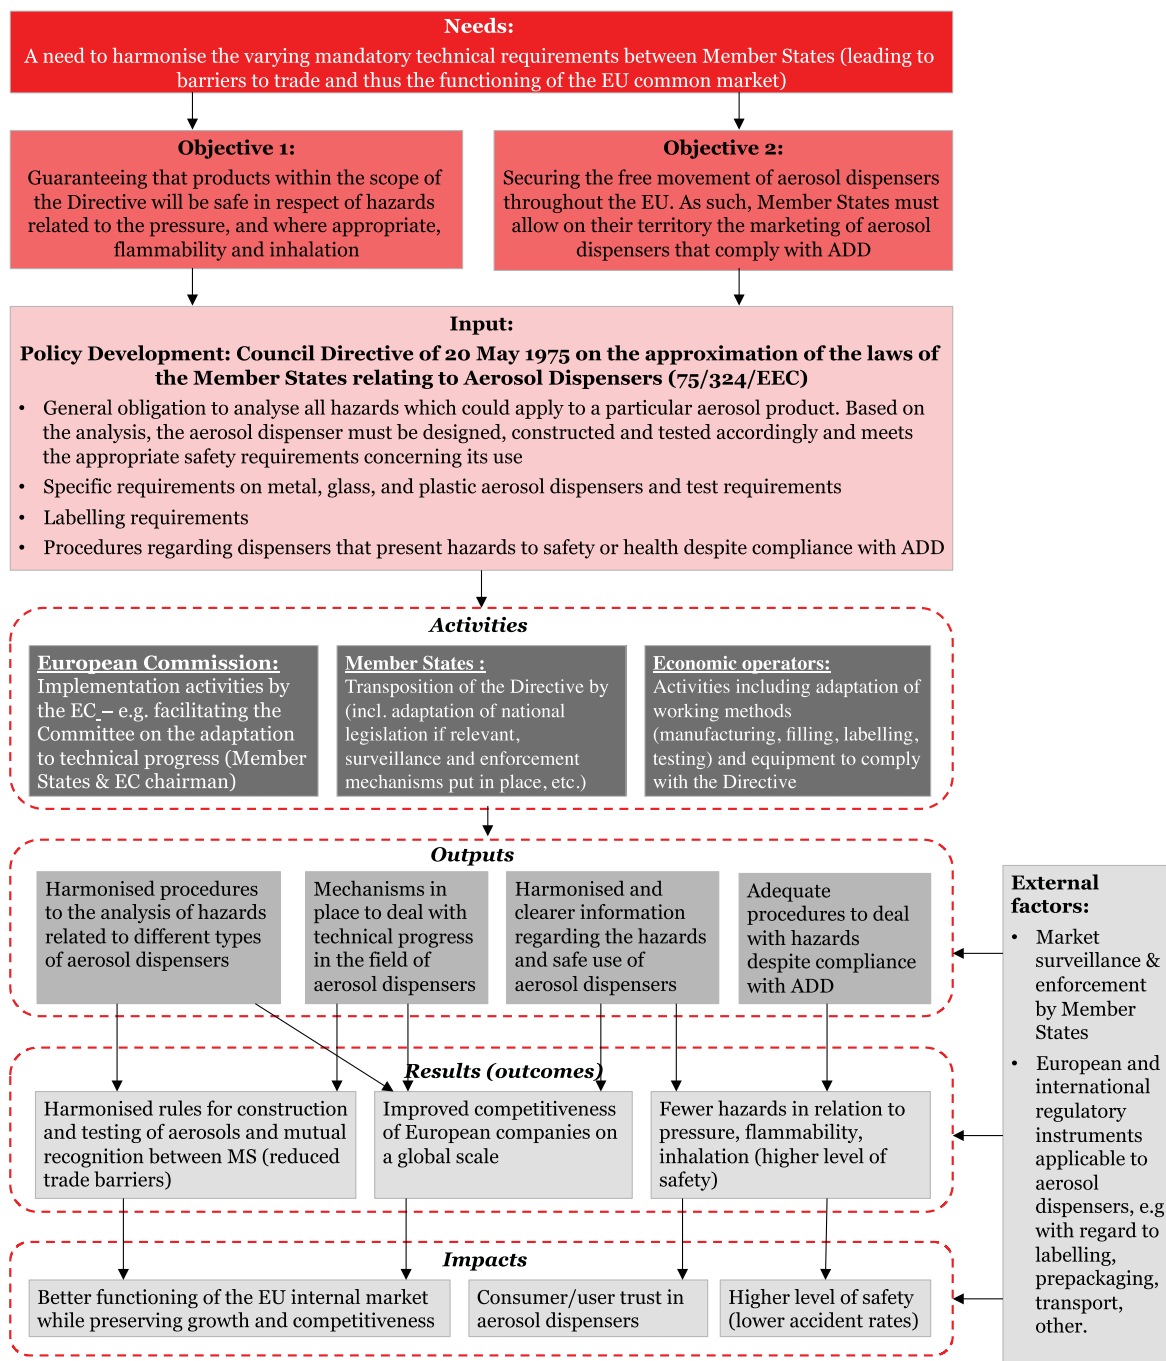 Needs:
A need to harmonise the varying mandatory technical requirements between Member States (leading to
barriers to trade and thus the functioning of the EU common market)
Objective 1:
Guaranteeing that products within the scope of
the Directive will be safe in respect of hazards
related to the pressure, and where appropriate,
flammability and inhalation
Objective 2:
Securing the free movement of aerosol dispensers
throughout the EU. As such, Member States must
allow on their territory the marketing of aerosol
dispensers that comply with ADD
Input:
Policy Development: Council Directive of 20 May 1975 on the approximation of the laws of
the Member States relating to Aerosol Dispensers (75/324/EEC)
• General obligation to analyse all hazards which could apply to a particular aerosol product. Based on
the analysis, the aerosol dispenser must be designed, constructed and tested accordingly and meets
the appropriate safety requirements concerning its use
• Specific requirements on metal, glass, and plastic aerosol dispensers and test requirements
• Labelling requirements
• Procedures regarding dispensers that present hazards to safety or health despite compliance with ADD
Activities
European Commission:
Implementation activities by
the EC – e.g. facilitating the
Committee on the adaptation
to technical progress (Member
States & EC chairman)
Member States :
Transposition of the Directive by
(incl. adaptation of national
legislation if relevant,
surveillance and enforcement
mechanisms put in place, etc.)
Economic operators:
Activities including adaptation of
working methods
(manufacturing, filling, labelling,
testing) and equipment to comply
with the Directive
Outputs
Harmonised procedures
to the analysis of hazards
related to different types
of aerosol dispensers
Mechanisms in
place to deal with
technical progress
in the field of
aerosol dispensers
Harmonised and
clearer information
regarding the hazards
and safe use of
aerosol dispensers
Adequate
procedures to deal
with hazards
despite compliance
with ADD
Results (outcomes)
Harmonised rules for construction
and testing of aerosols and mutual
recognition between MS (reduced
trade barriers)
Improved competitiveness
of European companies on
a global scale
Fewer hazards in relation to
pressure, flammability,
inhalation (higher level of
safety)
Impacts
Better functioning of the EU internal market
while preserving growth and competitiveness
Consumer/user trust in
aerosol dispensers
Higher level of safety
(lower accident rates)
External
factors:
• Market
surveillance &
enforcement
by Member
States
• European and
international
regulatory
instruments
applicable to
aerosol
dispensers, e.g
with regard to
labelling,
prepackaging,
transport,
other.